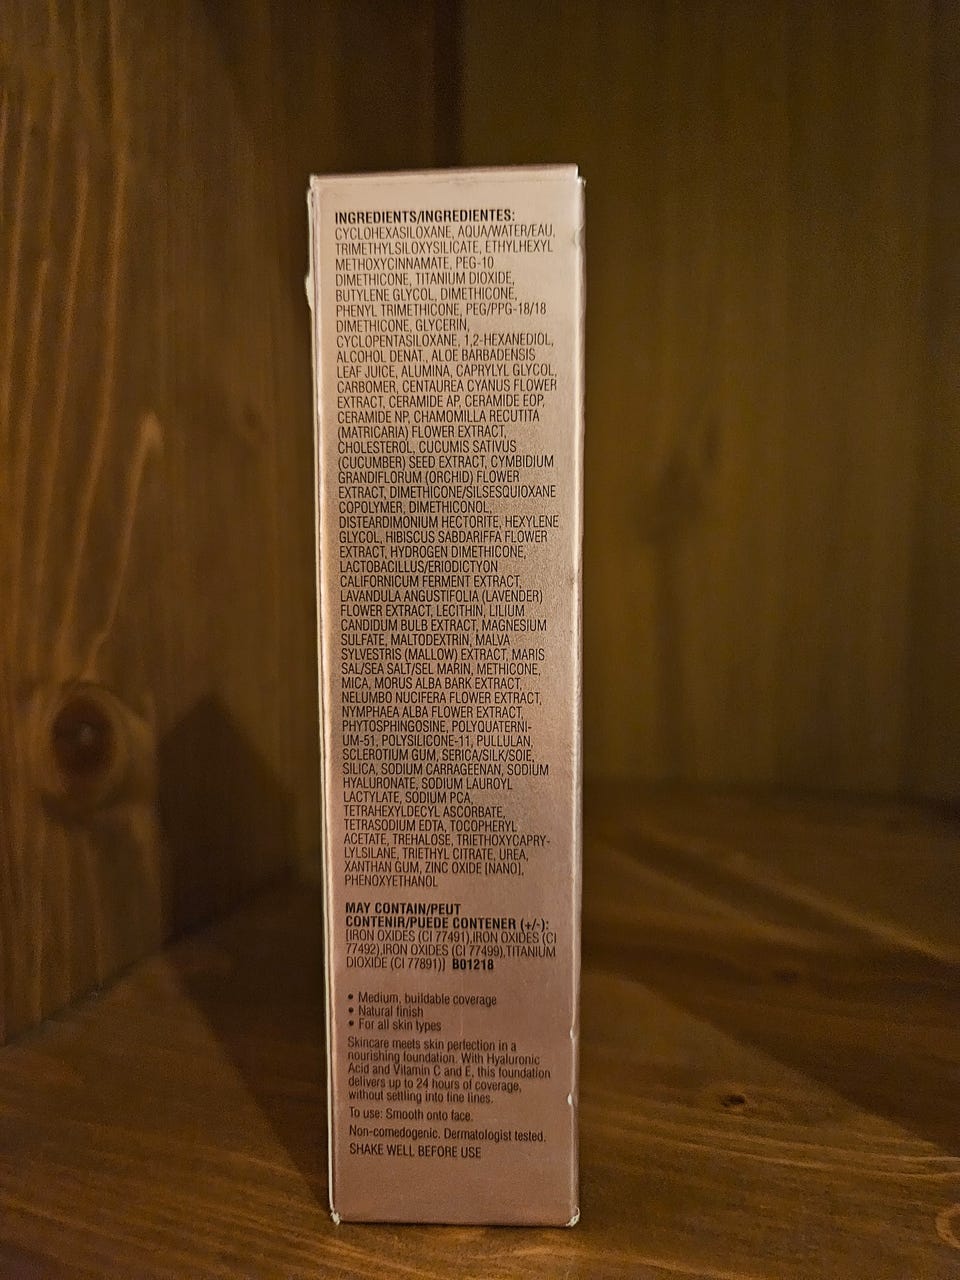 INGREDIENTS/INGREDIENTES:
CYCLOHEXASILOXANE, AQUA/WATER/EAU,
TRIMETHYLSILOXYSILICATE, ETHYLHEXYL
METHOXYCINNAMATE, PEG-10
DIMETHICONE, TITANIUM DIOXIDE,
BUTYLENE GLYCOL, DIMETHICONE,
PHENYL TRIMETHICONE, PEG/PPG-18/18
DIMETHICONE, GLYCERIN,
CYCLOPENTASILOXANE, 1,2-HEXANEDIOL,
ALCOHOL DENAT., ALOE BARBADENSIS
LEAF JUICE, ALUMINA, CAPRYLYL GLYCOL,
CARBOMER, CENTAUREA CYANUS FLOWER
EXTRACT, CERAMIDE AP, CERAMIDE EOP,
CERAMIDE NP, CHAMOMILLA RECUTITA
(MATRICARIA) FLOWER EXTRACT,
CHOLESTEROL, CUCUMIS SATIVUS
(CUCUMBER) SEED EXTRACT, CYMBIDIUM
GRANDIFLORUM (ORCHID) FLOWER
EXTRACT, DIMETHICONE/SILSESQUIOXANE
COPOLYMER, DIMETHICONOL,
DISTEARDIMONIUM HECTORITE, HEXYLENE
GLYCOL, HIBISCUS SABDARIFFA FLOWER
EXTRACT, HYDROGEN DIMETHICONE,
LACTOBACILLUS/ERIODICTYON
CALIFORNICUM FERMENT EXTRACT,
LAVANDULA ANGUSTIFOLIA (LAVENDER)
FLOWER EXTRACT, LECITHIN, LILIUM
CANDIDUM BULB EXTRACT, MAGNESIUM
SULFATE, MALTODEXTRIN, MALVA
SYLVESTRIS (MALLOW) EXTRACT, MARIS
SAL/SEA SALT/SEL MARIN, METHICONE,
MICA, MORUS ALBA BARK EXTRACT,
NELUMBO NUCIFERA FLOWER EXTRACT,
NYMPHAEA ALBA FLOWER EXTRACT,
PHYTOSPHINGOSINE, POLYQUATERNI-
UM-51, POLYSILICONE-11, PULLULAN,
SCLEROTIUM GUM, SERICA/SILK/SOIE,
SILICA, SODIUM CARRAGEENAN, SODIUM
HYALURONATE, SODIUM LAUROYL
LACTYLATE, SODIUM PCA,
TETRAHEXYLDECYL ASCORBATE,
TETRASODIUM EDTA, TOCOPHERYL
ACETATE, TREHALOSE, TRIETHOXYCAPRY-
LYLSILANE, TRIETHYL CITRATE, UREA,
XANTHAN GUM, ZINC OXIDE [NANO],
PHENOXYETHANOL
MAY CONTAIN/PEUT
CONTENIR/PUEDE CONTENER (+/-):
[IRON OXIDES (CI 77491),IRON OXIDES (CI
77492),IRON OXIDES (CI 77499),TITANIUM
DIOXIDE (CI 77891)] B01218
• Medium, buildable coverage
• Natural finish
• For all skin types
Skincare meets skin perfection in a
nourishing foundation. With Hyaluronic
Acid and Vitamin C and E, this foundation
delivers up to 24 hours of coverage,
without settling into fine lines.
To use: Smooth onto face.
Non-comedogenic. Dermatologist tested.
SHAKE WELL BEFORE USE